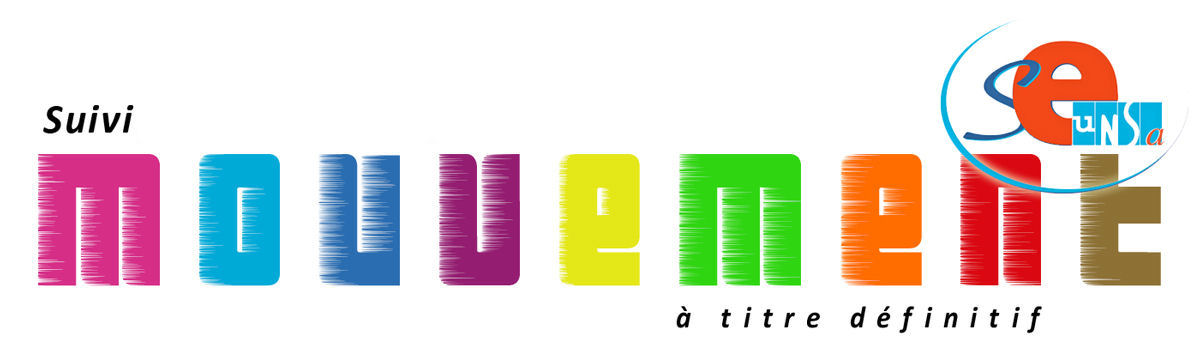 Suivi
mouvement
à titre définitif
SE
UNSa